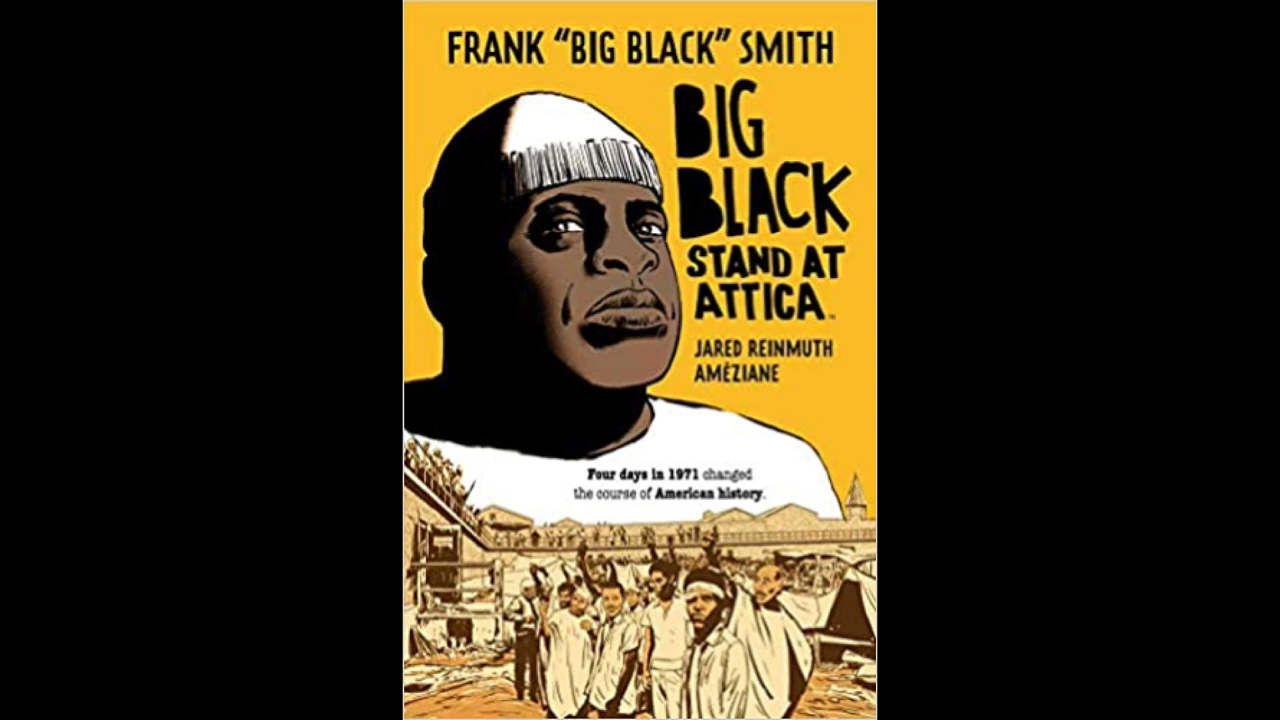 FRANK “BIG BLACK” SMITH
BIG
BLACK
STAND AT
ATTICA™
JARED REINMUTH
AMÉZIANE
Four days in 1971 changed
the course of American history.